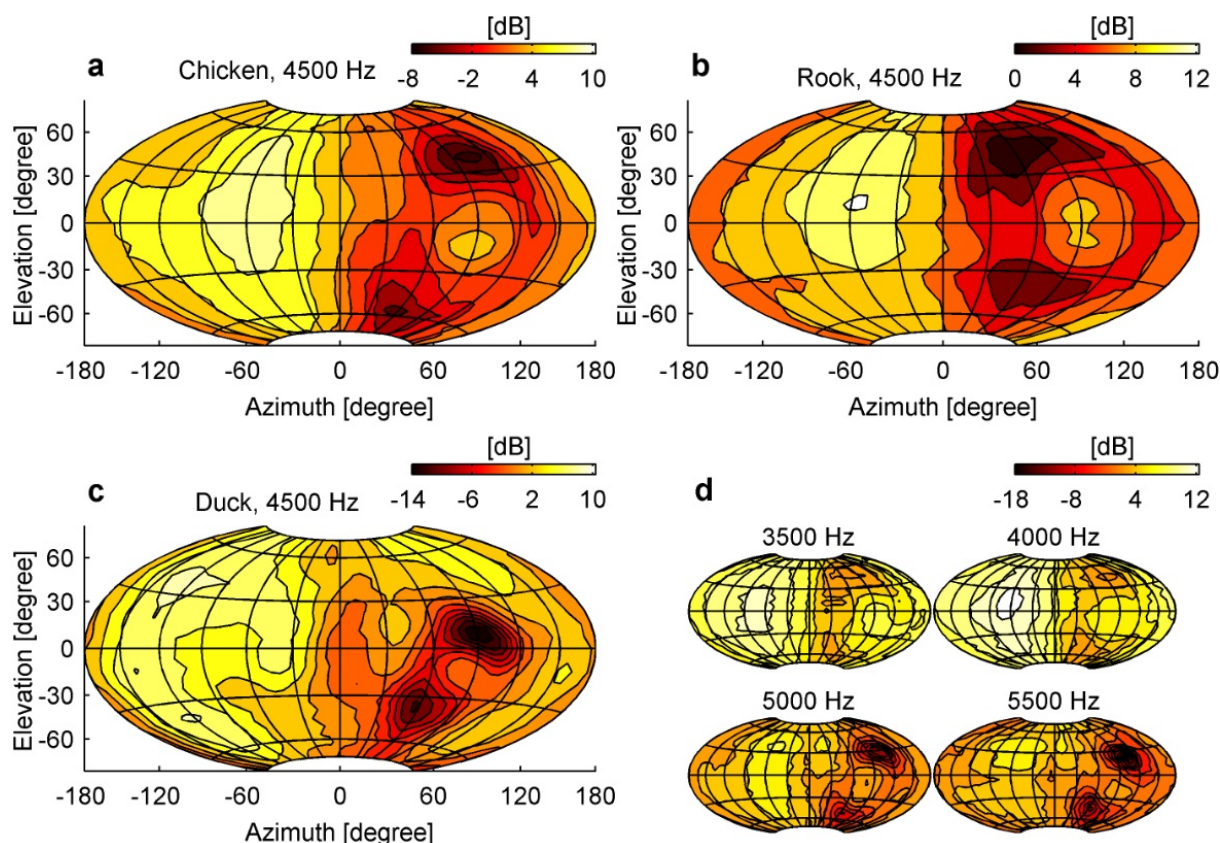 [dB]
a
Chicken, 4500 Hz
-8 -2 4 10
60
30
0
-30
-60
Elevation [degree]
-180 -120 -60 0 60 120 180
Azimuth [degree]
[dB]
b
Rook, 4500 Hz
0 4 8 12
60
30
0
-30
-60
Elevation [degree]
-180 -120 -60 0 60 120 180
Azimuth [degree]
[dB]
c
Duck, 4500 Hz
-14 -6 2 10
60
30
0
-30
-60
Elevation [degree]
-180 -120 -60 0 60 120 180
Azimuth [degree]
[dB]
d
-18 -8 4 12
3500 Hz 4000 Hz
5000 Hz 5500 Hz